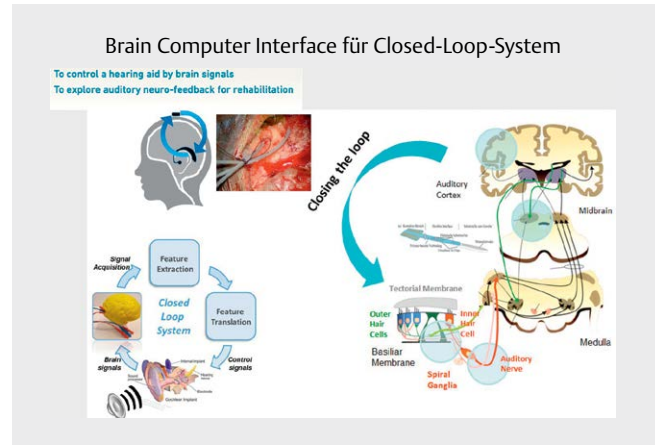 Brain Computer Interface für Closed-Loop-System
To control a hearing aid by brain signals
To explore auditory neuro-feedback for rehabilitation
Closing the loop
Auditory
Cortex
Midbrain
Signal
Acquisition
Feature
Extraction
Closed
Loop
System
Feature
Translation
Brain
signals
Control
signals
Internal implant
Cochlear Implant
Tectorial Membrane
Outer
Hair
Cells
Inner
Hair
Cell
Basiliar
Membrane
Spiral
Ganglia
Auditory
Nerve
Medulla